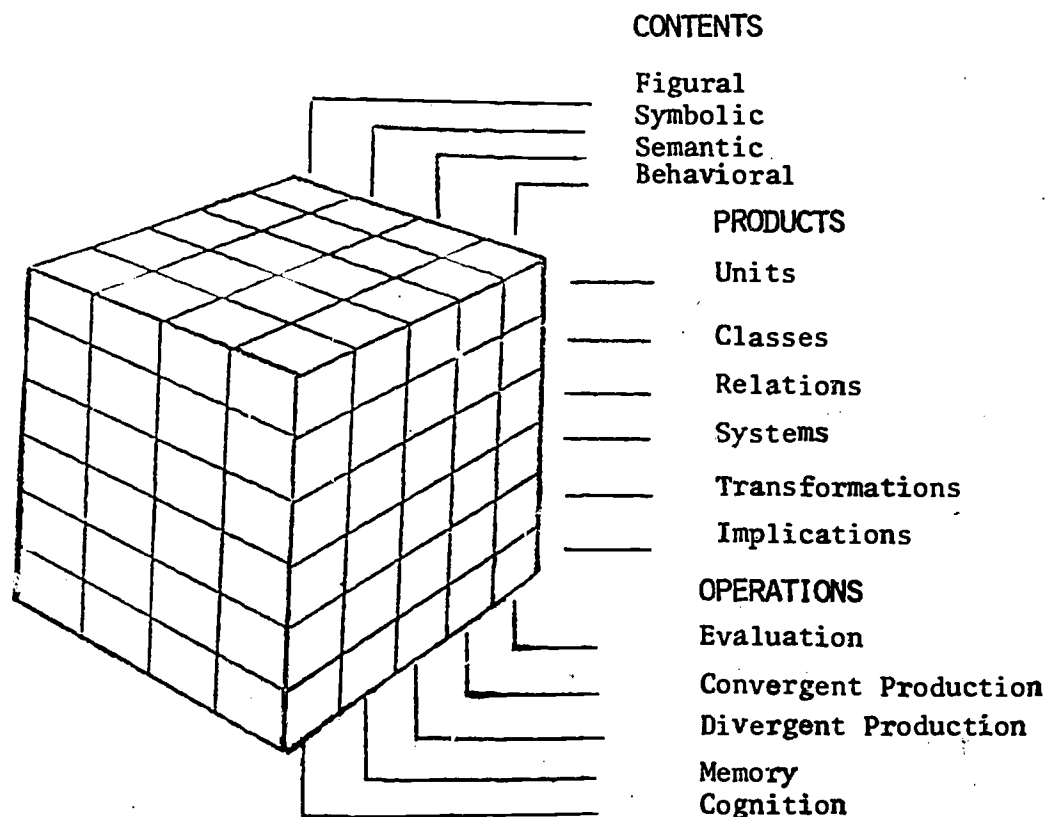 CONTENTS
Figural
Symbolic
Semantic
Behavioral
PRODUCTS
Units
Classes
Relations
Systems
Transformations
Implications
OPERATIONS
Evaluation
Convergent Production
Divergent Production
Memory
Cognition